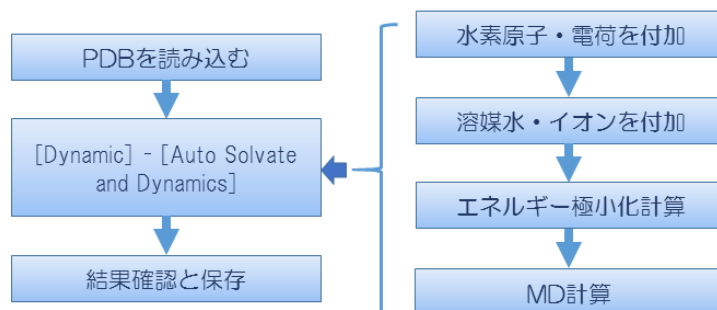 PDBを読み込む
[Dynamic] - [Auto Solvate
and Dynamics]
結果確認と保存
水素原子・電荷を付加
溶媒水・イオンを付加
エネルギー極小化計算
MD計算